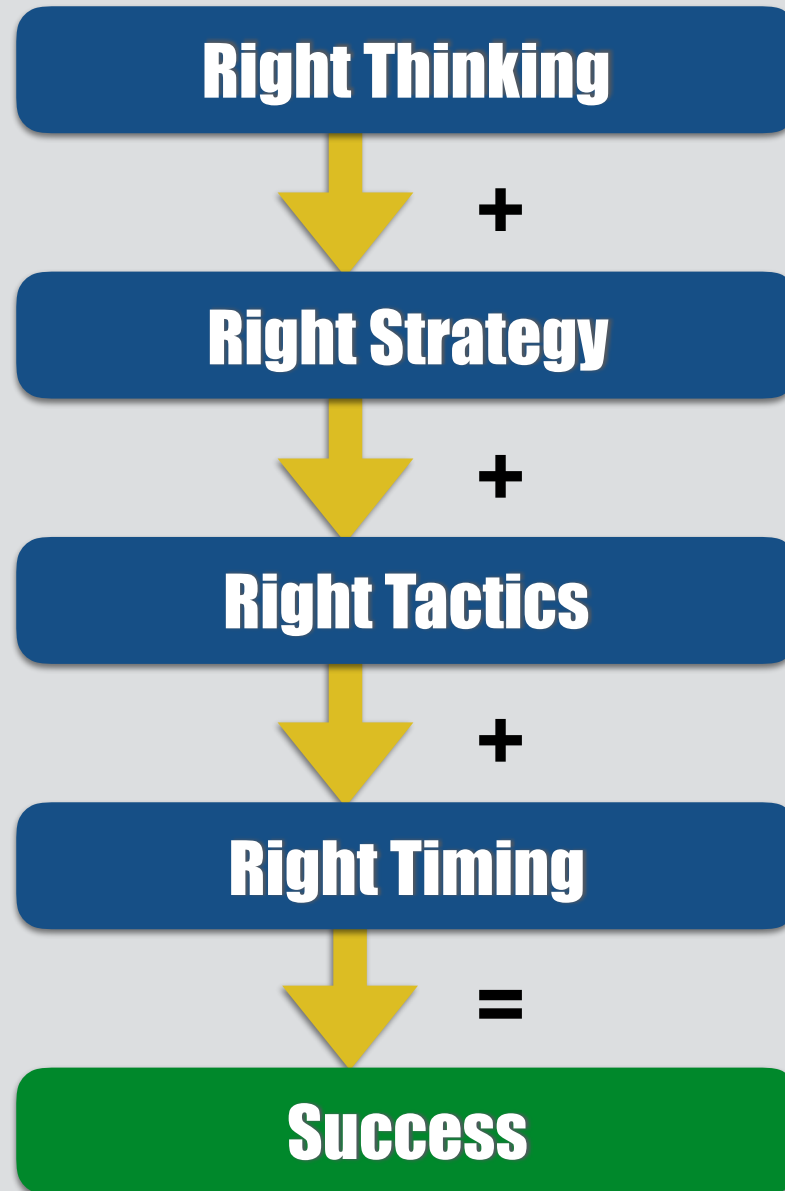 Right Thinking
+
Right Strategy
+
Right Tactics
+
Right Timing
=
Success